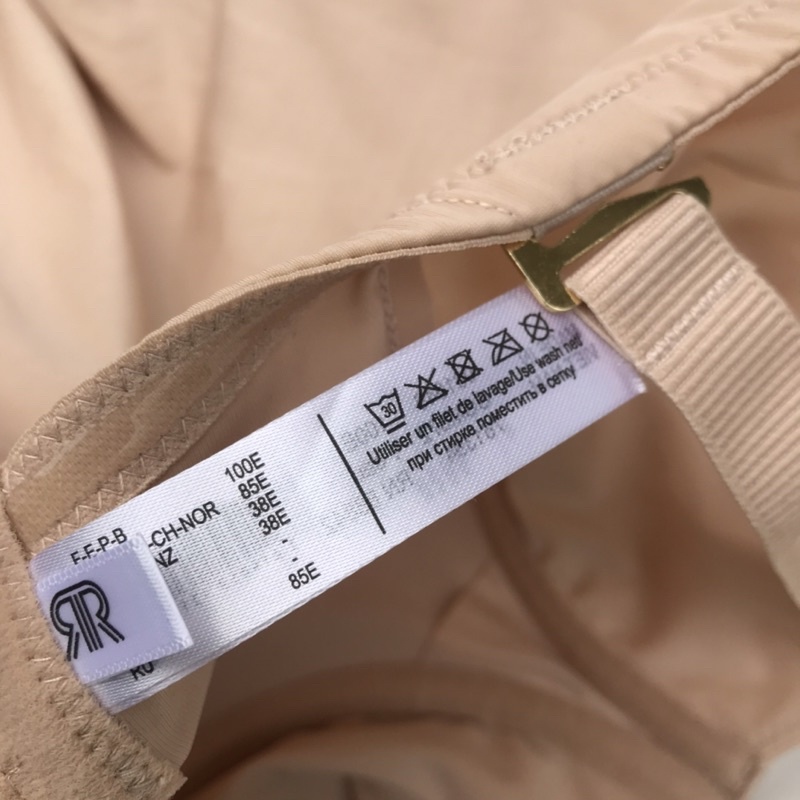 F-E-P-B
-CH-NOR
NZ
RU
100E
85E
38E
38E
-
-
85E
30
Utiliser un filet de lavage/Use wash net/
при стирке поместить в сетку